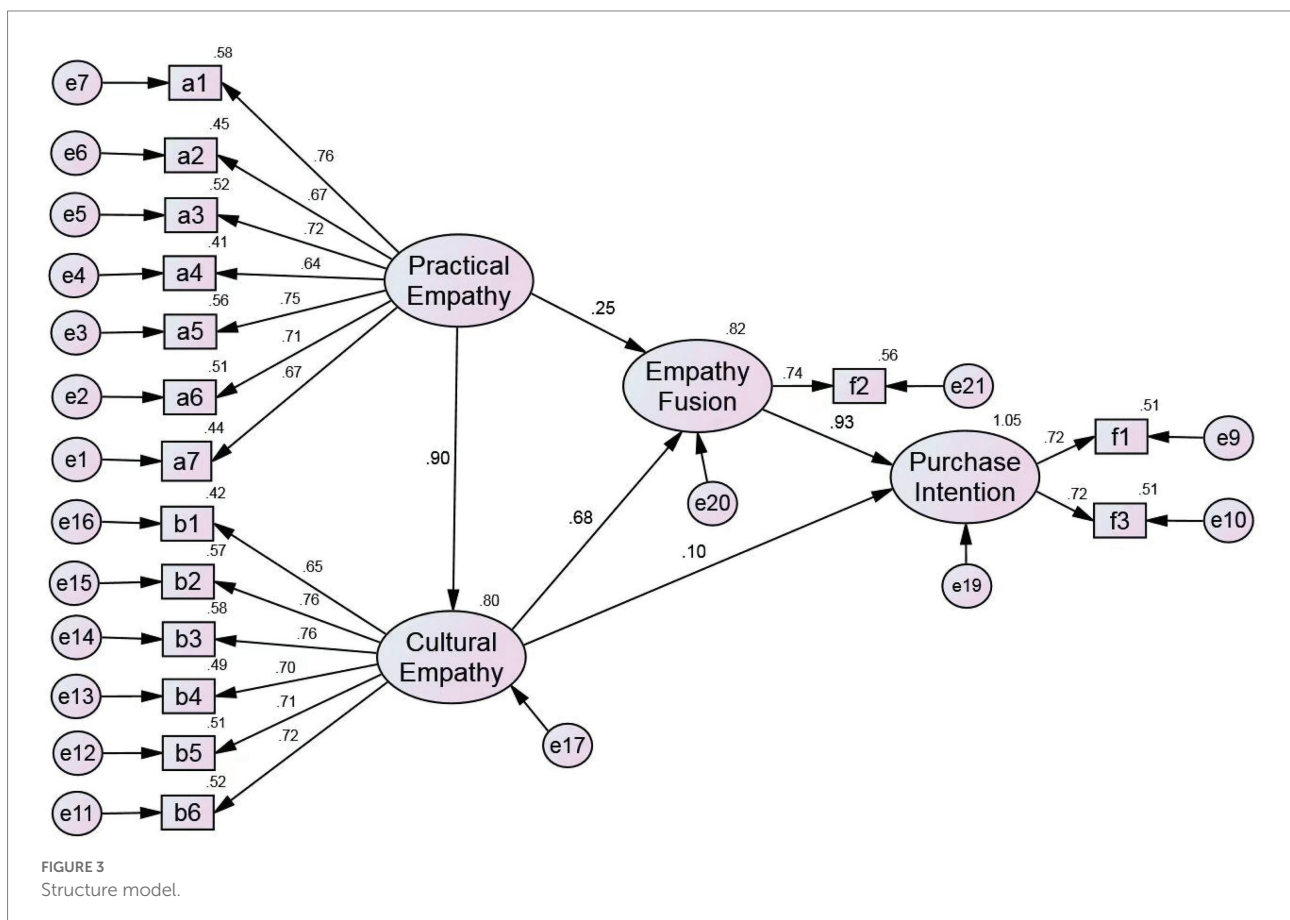 .58
e7 a1
.45
e6 a2
.76
.52
.67
e5 a3
.72
.41
e4 a4
.64
Practical
Empathy
.56
.75
e3 a5
.25
.71
.82
.51
.67
e2 a6
Empathy
Fusion
.74
.56
f2 e21
.44
.93
1.05
.51
e1 a7
.90
.72
f1 e9
Purchase
Intention
.42
e16 b1
e20
.72
.51
f3 e10
.68
.57
.65
.10
e15 b2
.76
e19
.58
.80
e14 b3
.76
Cultural
Empathy
.49
.70
e13 b4
.71
.51
.72
e12 b5
e17
.52
e11 b6
FIGURE 3
Structure model.